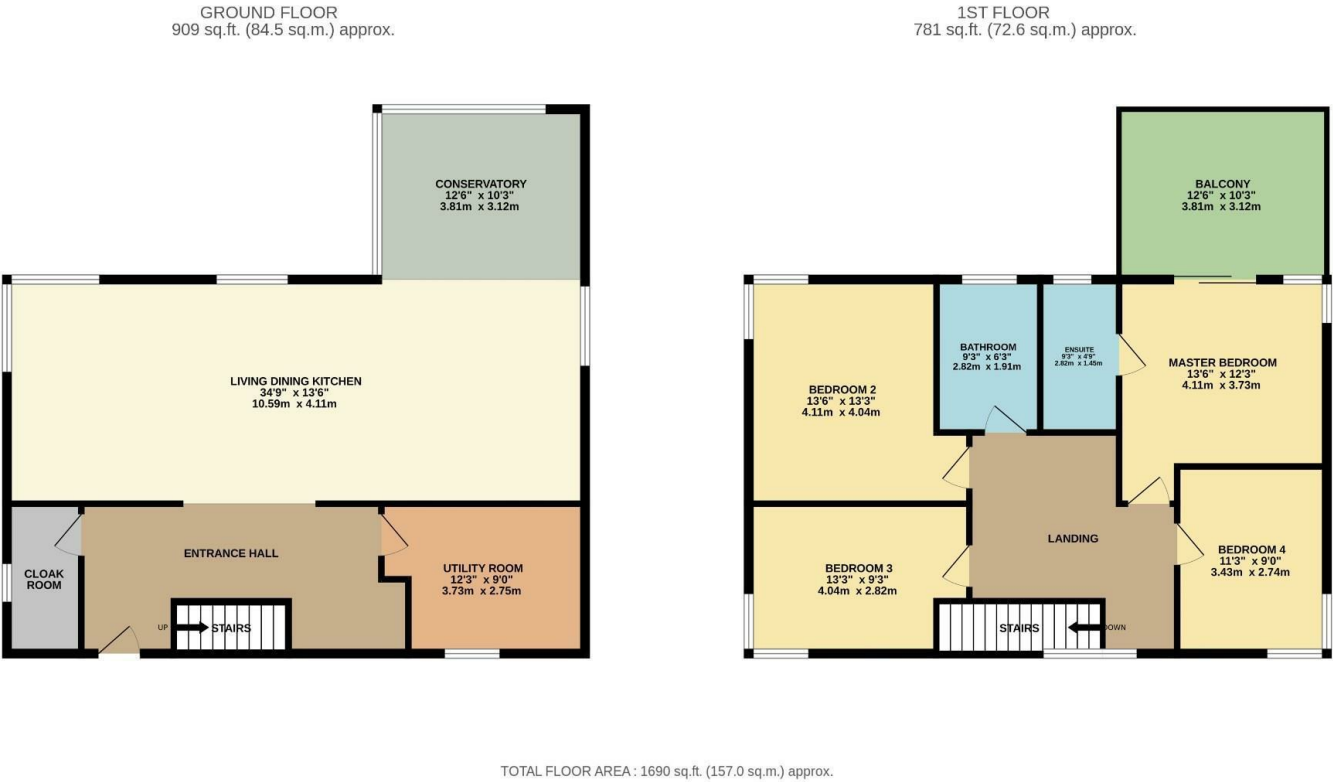 GROUND FLOOR
909 sq.ft. (84.5 sq.m.) approx.
CONSERVATORY
12'6" x 10'3"
3.81m x 3.12m
LIVING DINING KITCHEN
34'9" x 13'6"
10.59m x 4.11m
ENTRANCE HALL
CLOAK
ROOM
UTILITY ROOM
12'3" x 9'0"
3.73m x 2.75m
UP
STAIRS
1ST FLOOR
781 sq.ft. (72.6 sq.m.) approx.
BALCONY
12'6" x 10'3"
3.81m x 3.12m
BATHROOM
9'3" x 6'3"
2.82m x 1.91m
ENSUITE
9'3" x 4'9"
2.82m x 1.45m
MASTER BEDROOM
13'6" x 12'3"
4.11m x 3.73m
BEDROOM 2
13'6" x 13'3"
4.11m x 4.04m
LANDING
BEDROOM 3
13'3" x 9'3"
4.04m x 2.82m
BEDROOM 4
11'3" x 9'0"
3.43m x 2.74m
STAIRS
DOWN
TOTAL FLOOR AREA : 1690 sq.ft. (157.0 sq.m.) approx.